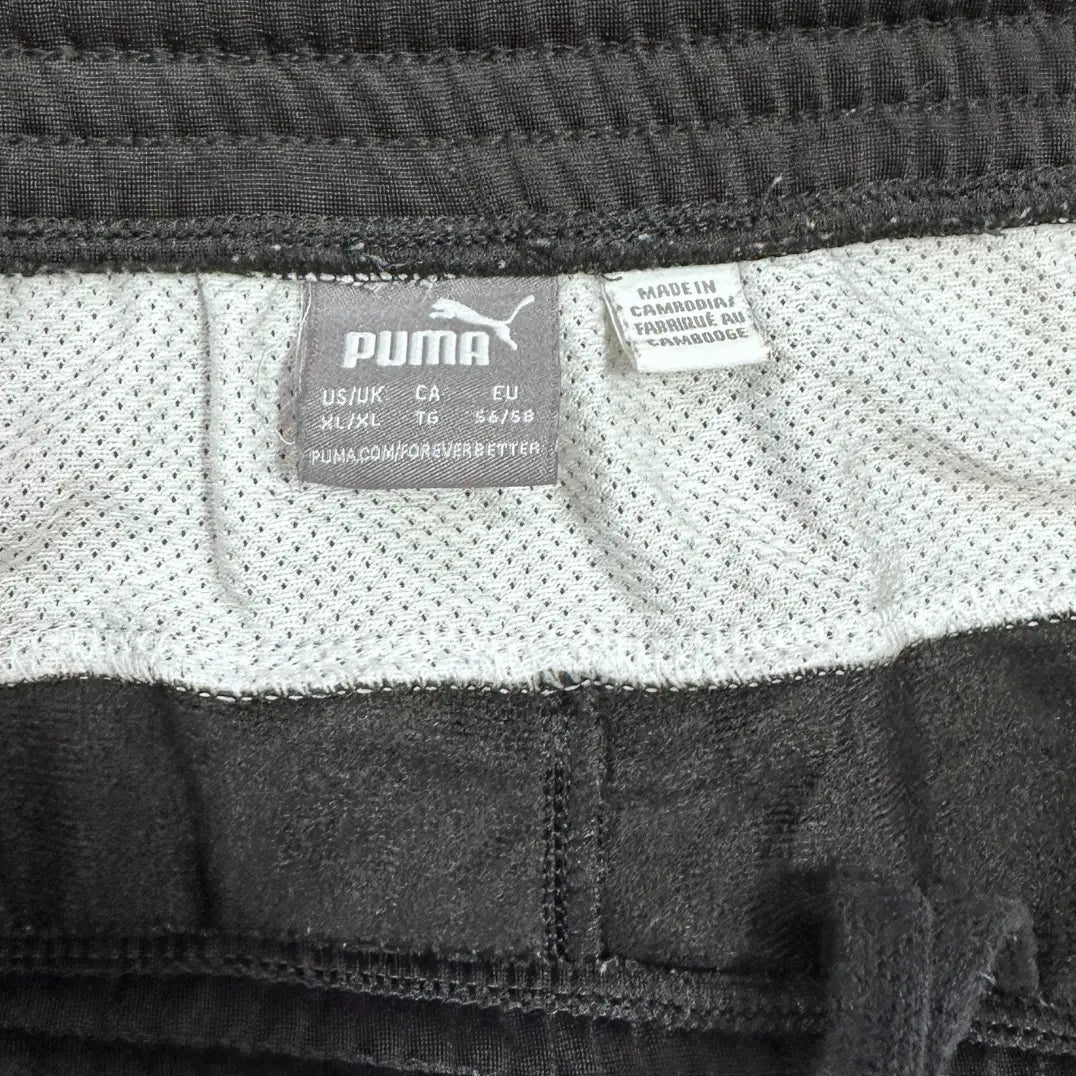 PUMA
US/UK CA EU
XL/XL TG 56/58
PUMA.COM/FOREVERBETTER
MADE IN
CAMBODIA/
FABRIQUÉ AU
CAMBODGE